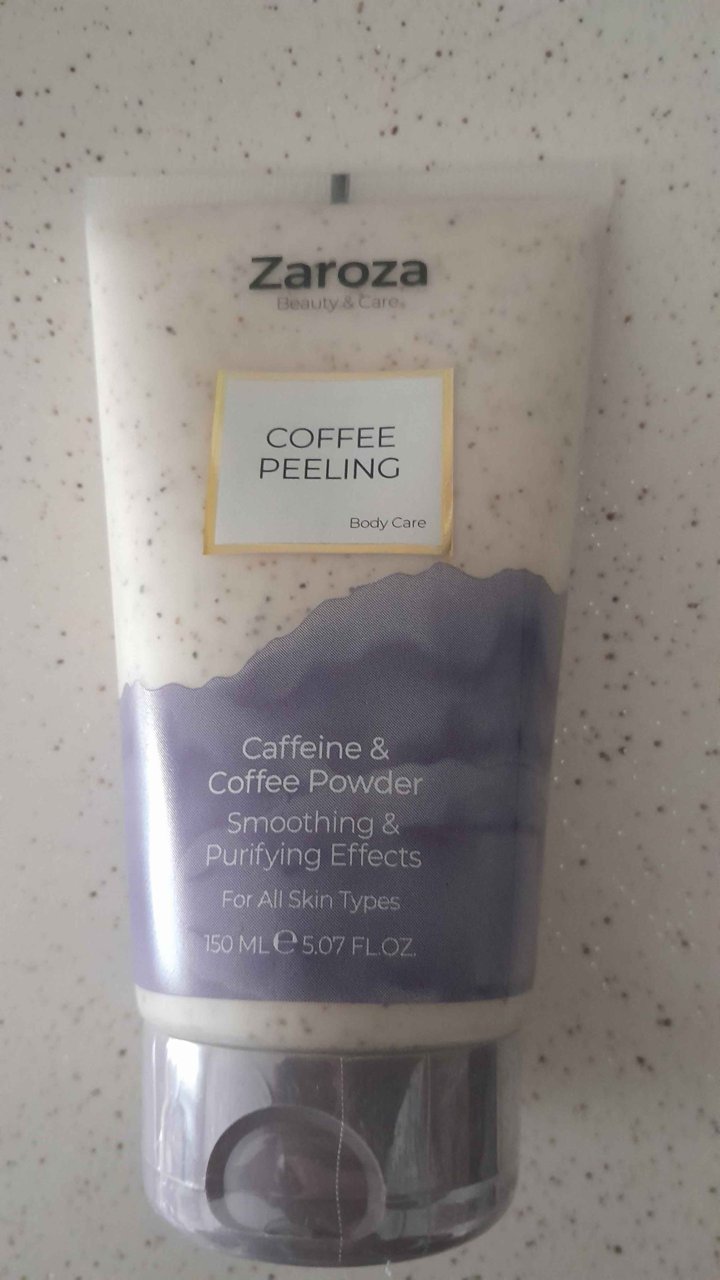 Zaroza
Beauty & Care®
COFFEE
PEELING
Body Care
Caffeine &
Coffee Powder
Smoothing &
Purifying Effects
For All Skin Types
150 ML ℮ 5.07 FL.OZ.